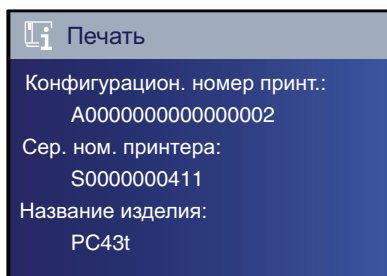 Печать
Конфигурацион. номер принт.:
A0000000000000002
Сер. ном. принтера:
S0000000411
Название изделия:
PC43t